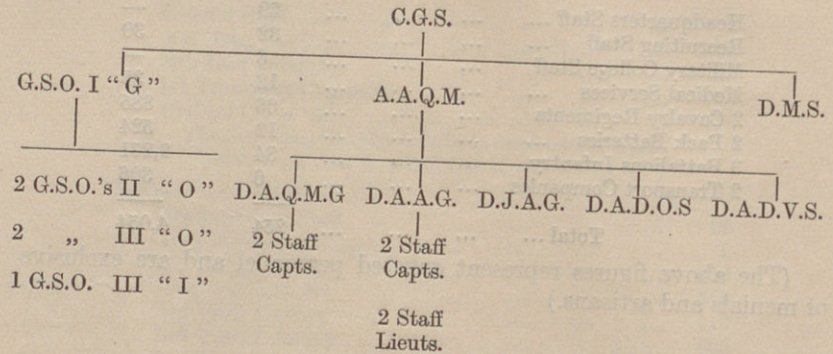 C.G.S.
G.S.O. I “G”
A.A.Q.M.
D.M.S.
2 G.S.O.'s II “O”
2 „ III “O”
1 G.S.O. III “I”
D.A.Q.M.G
D.A.A.G.
D.J.A.G.
D.A.D.O.S
D.A.D.V.S.
2 Staff
Capts.
2 Staff
Capts.
2 Staff
Lieuts.